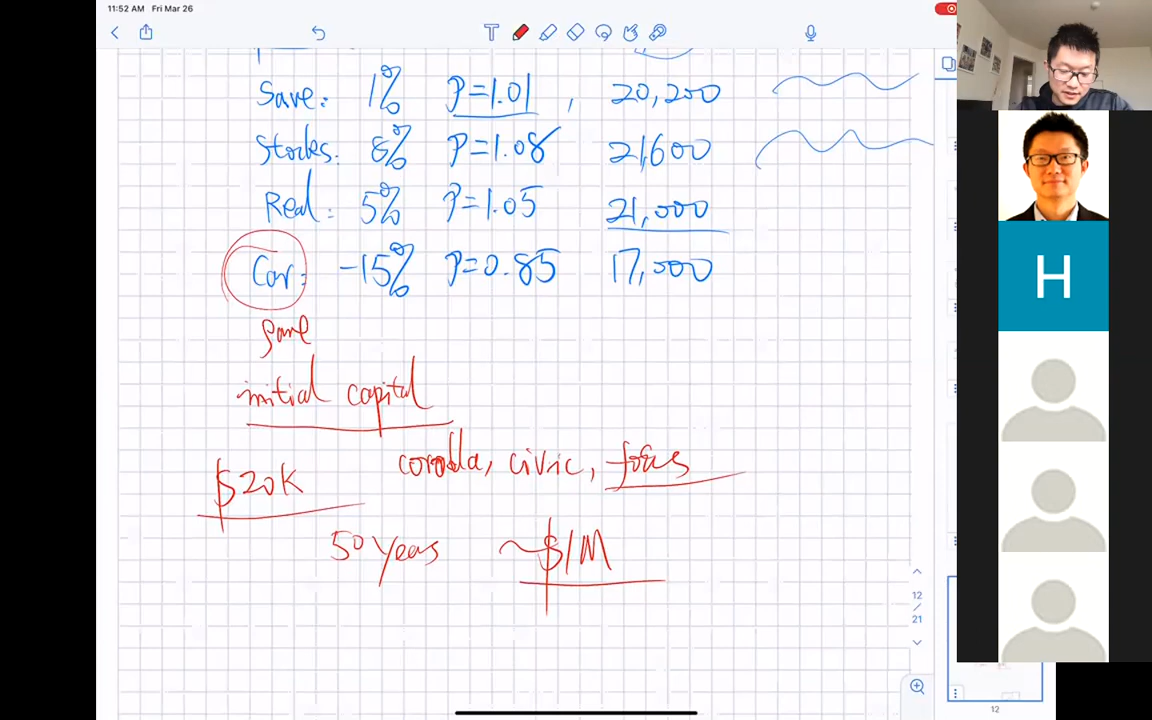 11:52 AM Fri Mar 26
T
Save: 1% P=1.01, 20,200
Stocks: 8% P=1.08 21,600
Real: 5% P=1.05 21,000
Car: -15% P=0.85 17,000
initial capital
corolla, civic, focus
$20K
50 years ~$1M
H
12
/
21
12